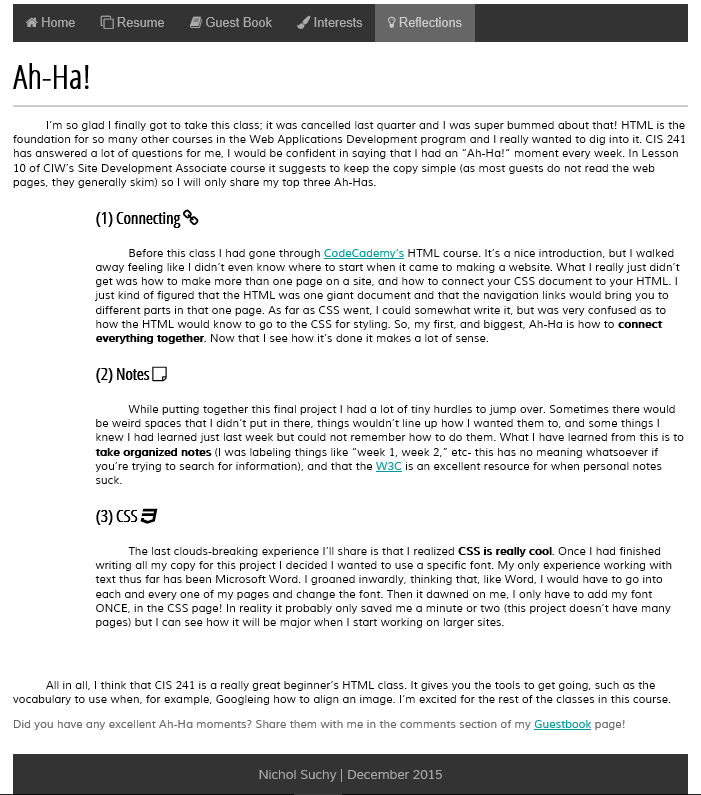 Home Resume Guest Book Interests Reflections
Ah-Ha!
I'm so glad I finally got to take this class; it was cancelled last quarter and I was super bummed about that! HTML is the
foundation for so many other courses in the Web Applications Development program and I really wanted to dig into it. CIS 241
has answered a lot of questions for me, I would be confident in saying that I had an "Ah-Ha!" moment every week. In Lesson
10 of CIW's Site Development Associate course it suggests to keep the copy simple (as most guests do not read the web
pages, they generally skim) so I will only share my top three Ah-Has.
(1) Connecting
Before this class I had gone through CodeCademy's HTML course. It's a nice introduction, but I walked
away feeling like I didn't even know where to start when it came to making a website. What I really just didn't
get was how to make more than one page on a site, and how to connect your CSS document to your HTML. I
just kind of figured that the HTML was one giant document and that the navigation links would bring you to
different parts in that one page. As far as CSS went, I could somewhat write it, but was very confused as to
how the HTML would know to go to the CSS for styling. So, my first, and biggest, Ah-Ha is how to connect
everything together. Now that I see how it's done it makes a lot of sense.
(2) Notes
While putting together this final project I had a lot of tiny hurdles to jump over. Sometimes there would
be weird spaces that I didn't put in there, things wouldn't line up how I wanted them to, and some things I
knew I had learned just last week but could not remember how to do them. What I have learned from this is to
take organized notes (I was labeling things like "week 1, week 2," etc- this has no meaning whatsoever if
you're trying to search for information), and that the W3C is an excellent resource for when personal notes
suck.
(3) CSS
The last clouds-breaking experience I'll share is that I realized CSS is really cool. Once I had finished
writing all my copy for this project I decided I wanted to use a specific font. My only experience working with
text thus far has been Microsoft Word. I groaned inwardly, thinking that, like Word, I would have to go into
each and every one of my pages and change the font. Then it dawned on me, I only have to add my font
ONCE, in the CSS page! In reality it probably only saved me a minute or two (this project doesn't have many
pages) but I can see how it will be major when I start working on larger sites.
All in all, I think that CIS 241 is a really great beginner's HTML class. It gives you the tools to get going, such as the
vocabulary to use when, for example, Googleing how to align an image. I'm excited for the rest of the classes in this course.
Did you have any excellent Ah-Ha moments? Share them with me in the comments section of my Guestbook page!
Nichol Suchy | December 2015